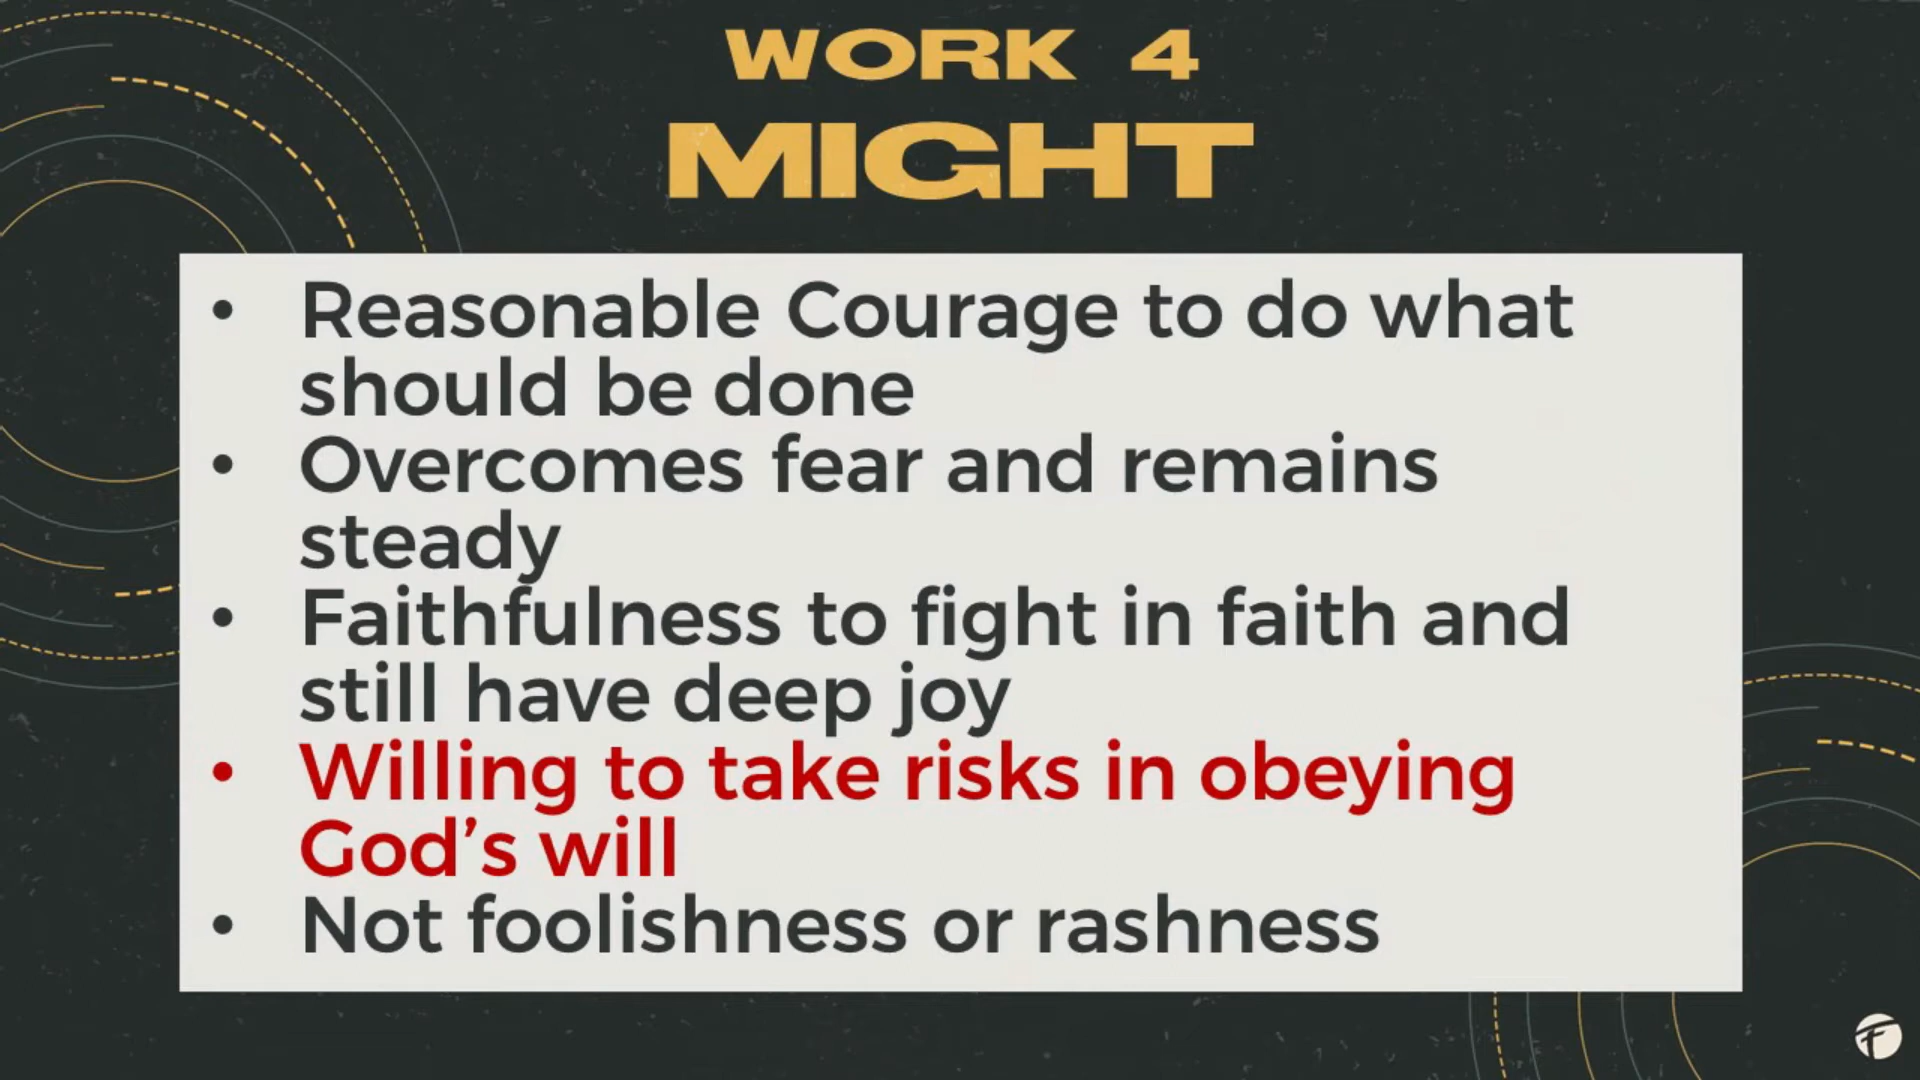 WORK 4
MIGHT
• Reasonable Courage to do what
should be done
• Overcomes fear and remains
steady
• Faithfulness to fight in faith and
still have deep joy
• Willing to take risks in obeying
God’s will
• Not foolishness or rashness